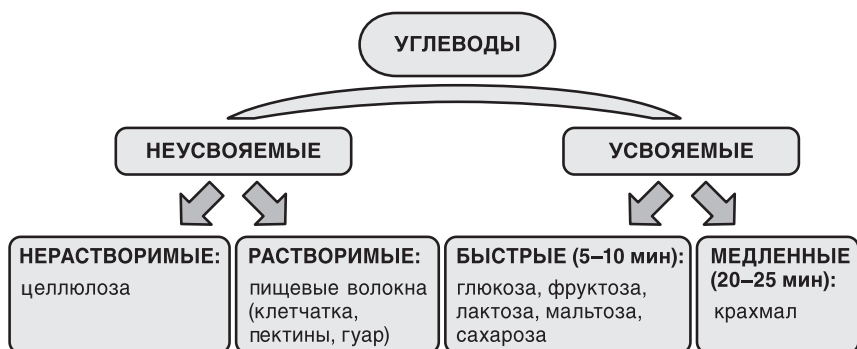 УГЛЕВОДЫ
НЕУСВОЯЕМЫЕ
УСВОЯЕМЫЕ
НЕРАСТВОРИМЫЕ:
целлюлоза
РАСТВОРИМЫЕ:
пищевые волокна
(клетчатка,
пектины, гуар)
БЫСТРЫЕ (5–10 мин):
глюкоза, фруктоза,
лактоза, мальтоза,
сахароза
МЕДЛЕННЫЕ
(20–25 мин):
крахмал